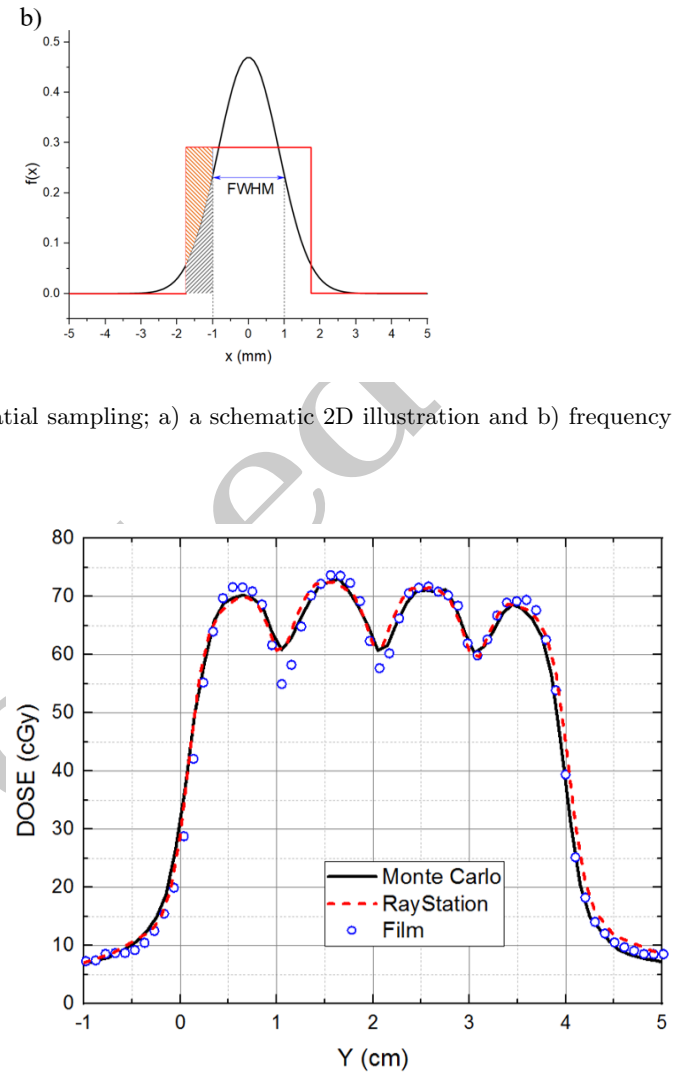 b)
0.5
0.4
0.3
0.2
0.1
0.0
f(x)
FWHM
-5 -4 -3 -2 -1 0 1 2 3 4 5
x (mm)
atial sampling; a) a schematic 2D illustration and b) frequency
80
70
60
50
40
30
20
10
0
DOSE (cGy)
Monte Carlo
RayStation
Film
-1 0 1 2 3 4 5
Y (cm)